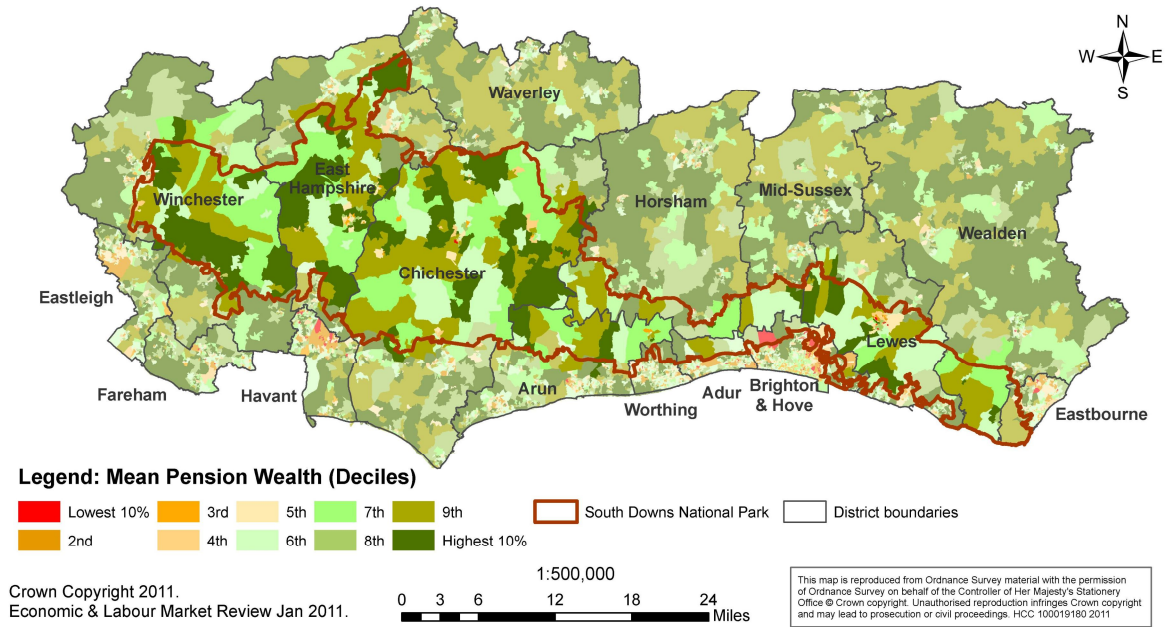 N
W E
S
Waverley
East
Hampshire
Winchester
Horsham
Mid-Sussex
Wealden
Chichester
Eastleigh
Lewes
Fareham
Havant
Arun
Worthing
Adur
Brighton
& Hove
Eastbourne
Legend: Mean Pension Wealth (Deciles)
Lowest 10% 3rd 5th 7th 9th South Downs National Park District boundaries
2nd 4th 6th 8th Highest 10%
Crown Copyright 2011.
Economic & Labour Market Review Jan 2011.
1:500,000
0 3 6 12 18 24
Miles
This map is reproduced from Ordnance Survey material with the permission
of Ordnance Survey on behalf of the Controller of Her Majesty's Stationery
Office © Crown copyright. Unauthorised reproduction infringes Crown copyright
and may lead to prosecution or civil proceedings. HCC 100019180 2011